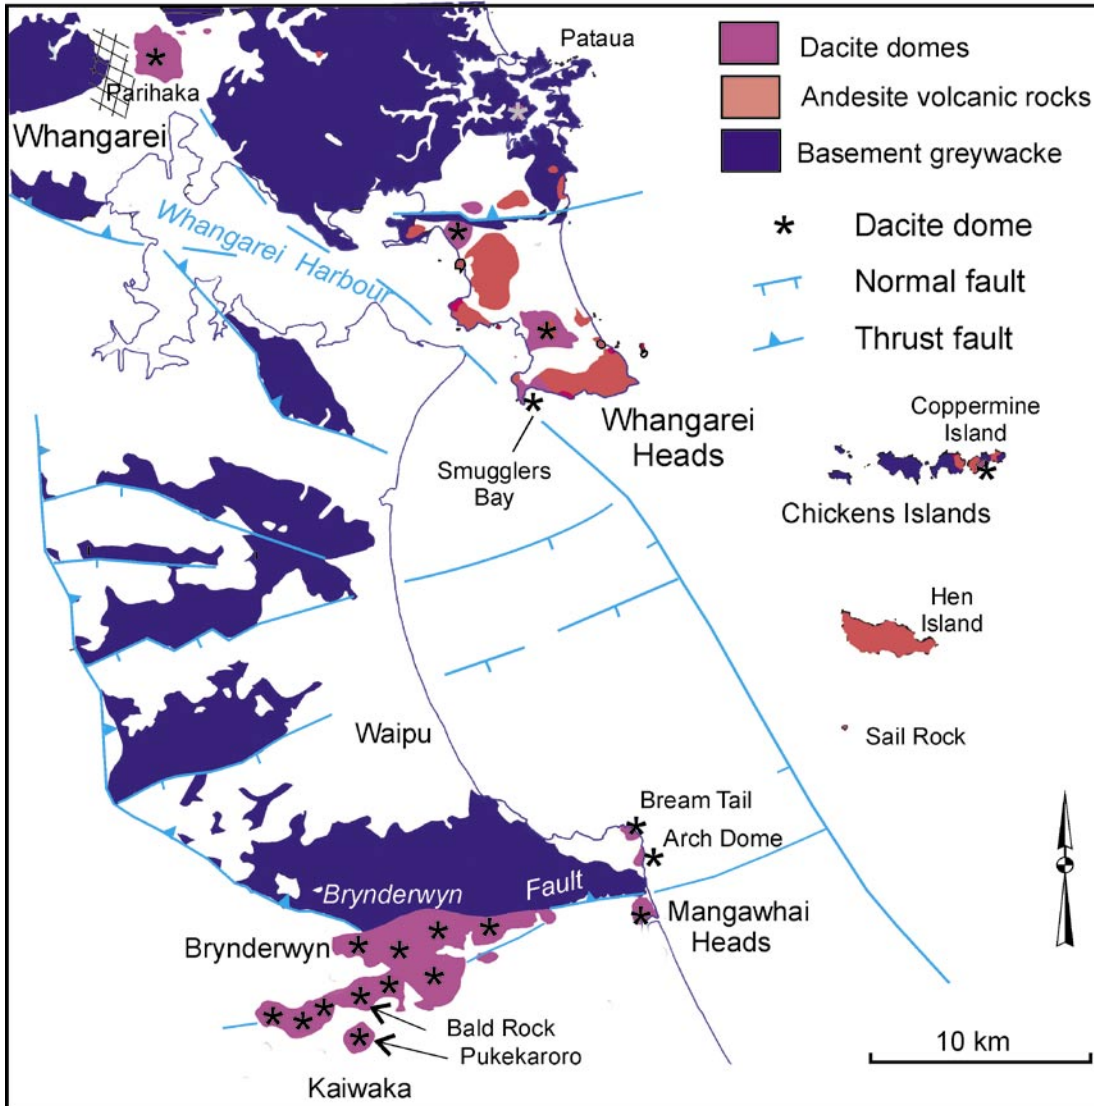 Pataua
Parihaka
Whangarei
Dacite domes
Andesite volcanic rocks
Basement greywacke
Dacite dome
Normal fault
Thrust fault
Whangarei Harbour
Whangarei
Heads
Smugglers
Bay
Coppermine
Island
Chickens Islands
Hen
Island
Sail Rock
Waipu
Bream Tail
Arch Dome
Brynderwyn Fault
Mangawhai
Heads
Brynderwyn
Bald Rock
Pukekaroro
Kaiwaka
10 km